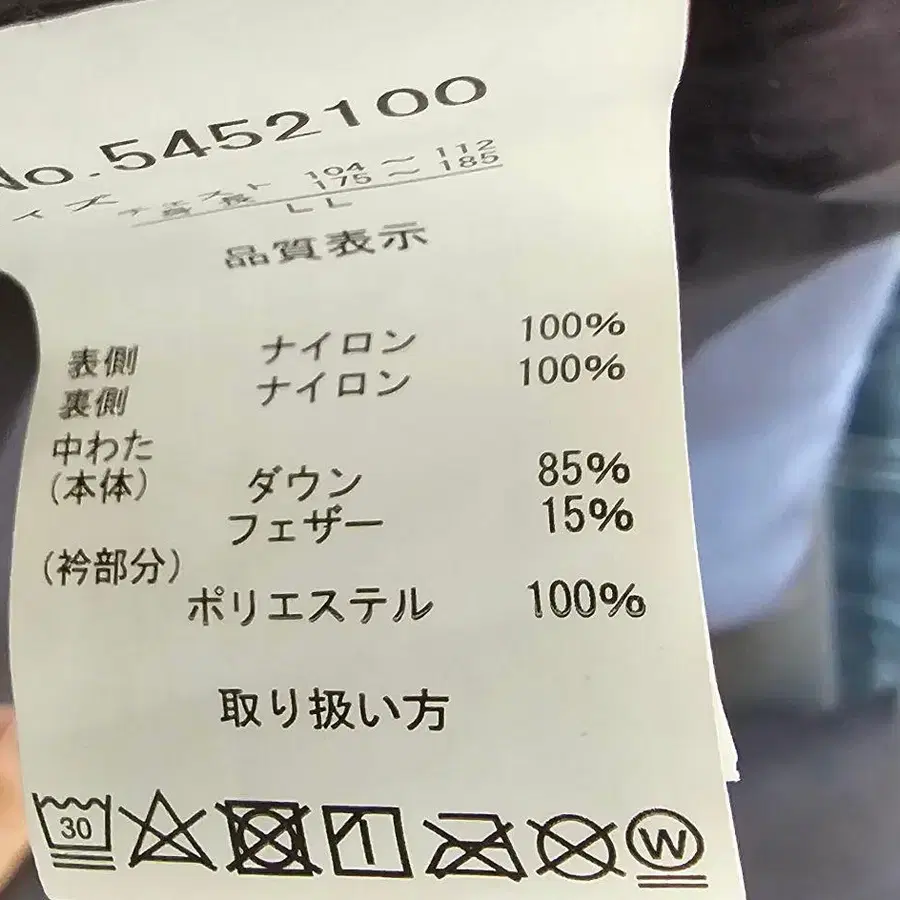 No.5452100
サイズ チェスト 104～112
身長 175～185
LL
品質表示
表側 ナイロン 100%
裏側 ナイロン 100%
中わた
(本体) ダウン 85%
フェザー 15%
(衿部分)
ポリエステル 100%
取り扱い方
30 W